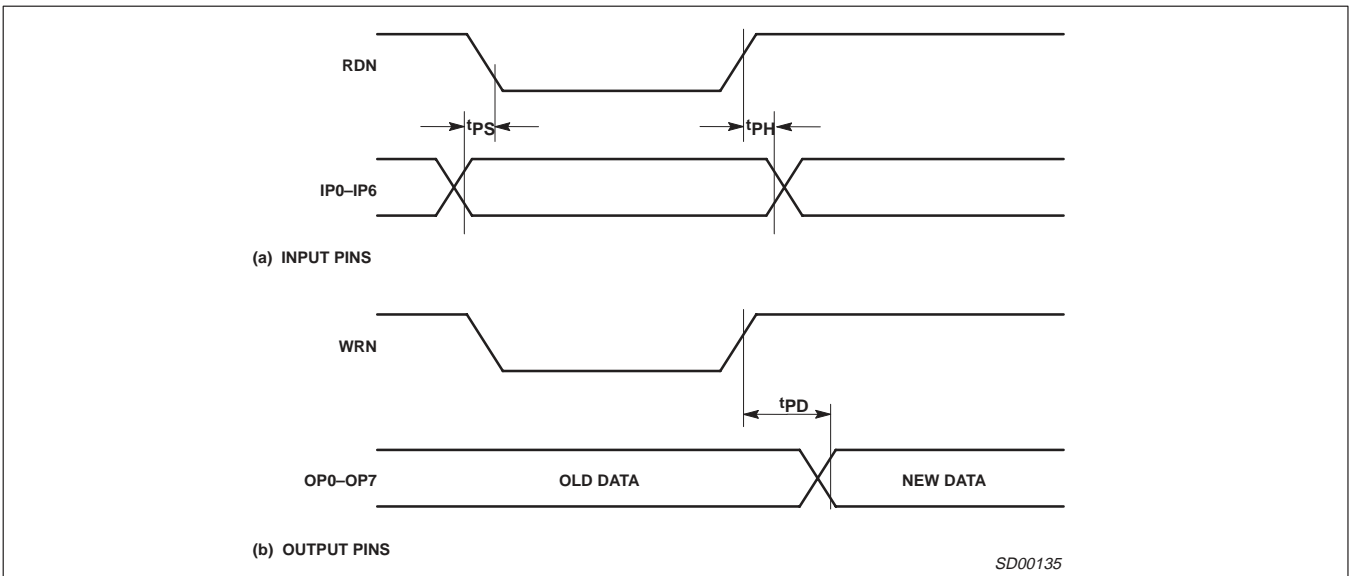 RDN
tPS
tPH
IP0–IP6
(a) INPUT PINS
WRN
tPD
OP0–OP7
OLD DATA
NEW DATA
(b) OUTPUT PINS
SD00135